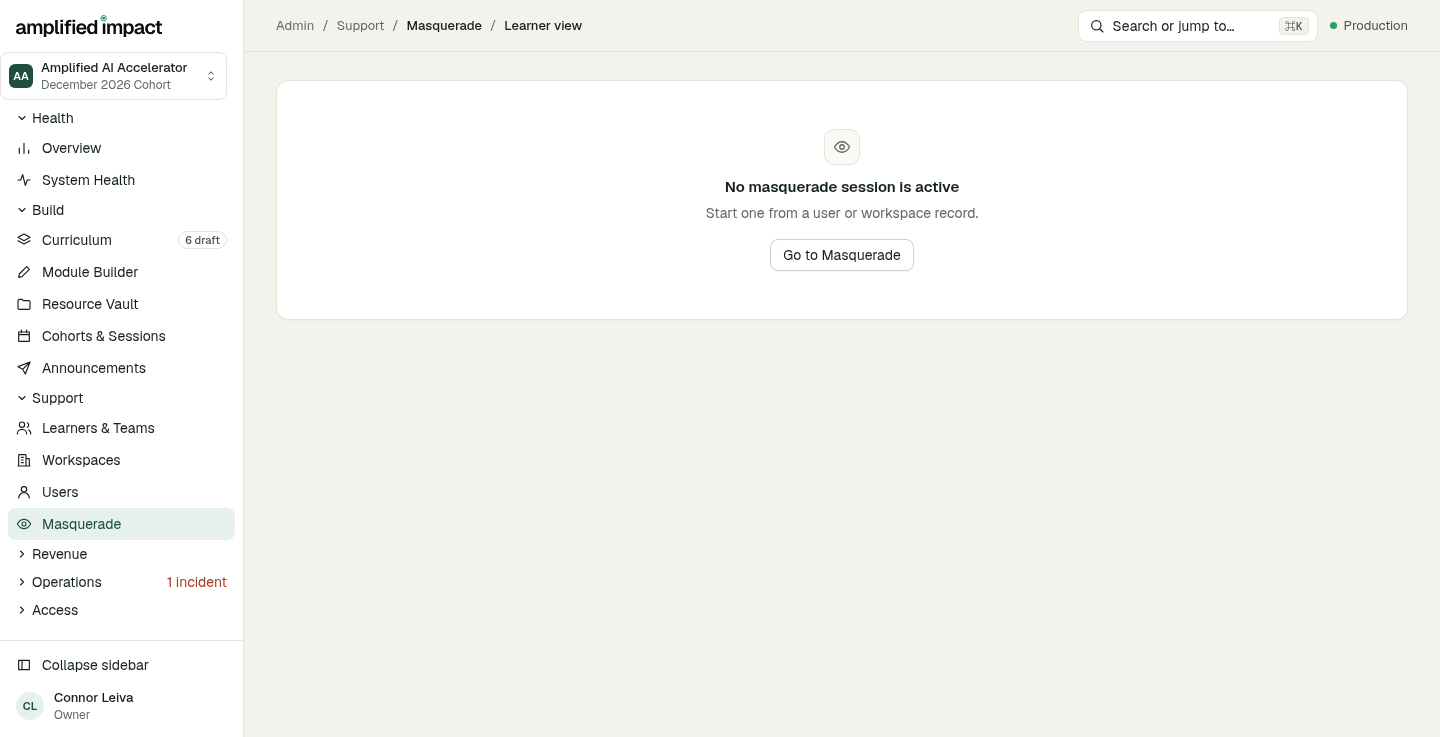 amplified impact
AA
Amplified AI Accelerator
December 2026 Cohort
Health
Overview
System Health
Build
Curriculum 6 draft
Module Builder
Resource Vault
Cohorts & Sessions
Announcements
Support
Learners & Teams
Workspaces
Users
Masquerade
Revenue
Operations 1 incident
Access
Collapse sidebar
CL
Connor Leiva
Owner
Admin / Support / Masquerade / Learner view
Search or jump to… ⌘K
Production
No masquerade session is active
Start one from a user or workspace record.
Go to Masquerade